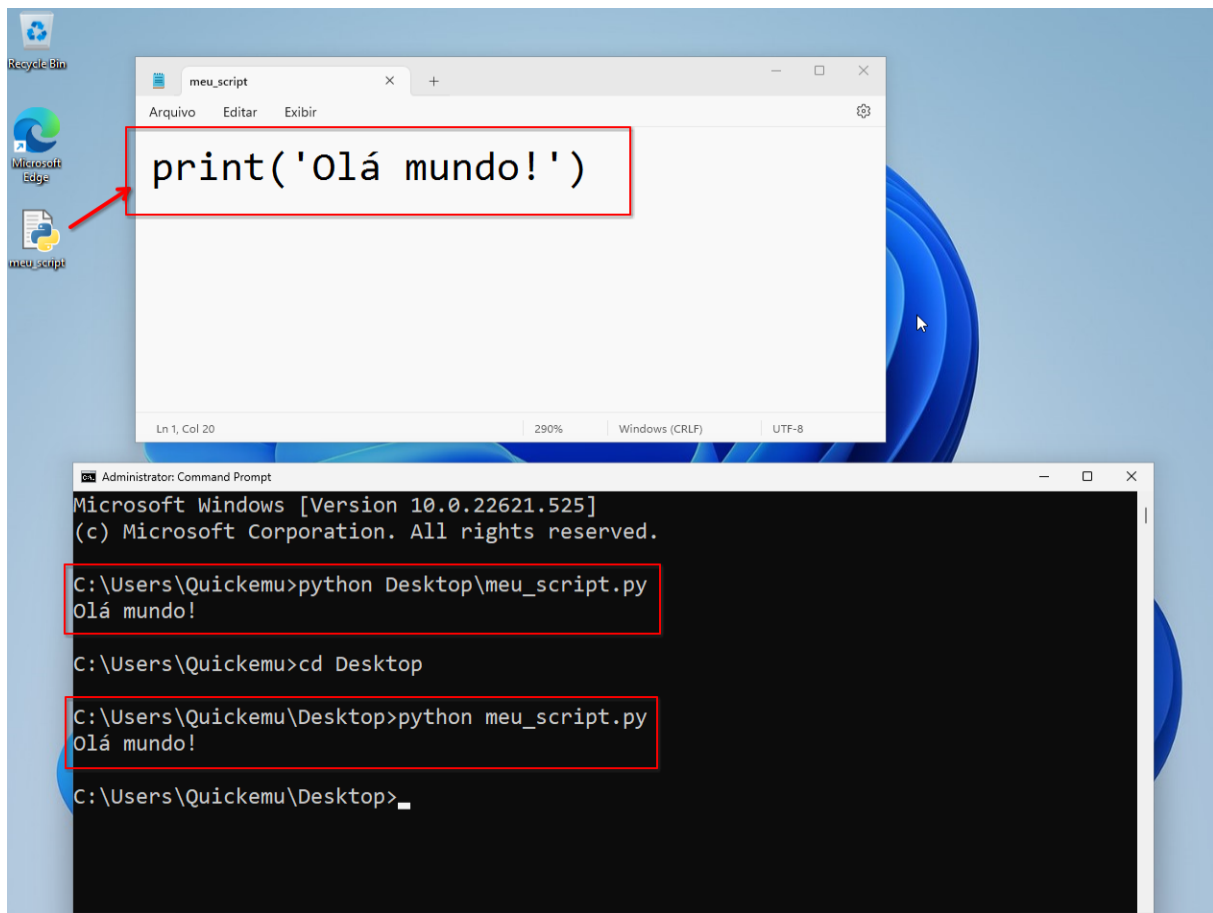 Recycle Bin
Microsoft
Edge
meu_script
meu_script
Arquivo Editar Exibir
print('Olá mundo!')
Ln 1, Col 20 290% Windows (CRLF) UTF-8
Administrator: Command Prompt
Microsoft Windows [Version 10.0.22621.525]
(c) Microsoft Corporation. All rights reserved.
C:\Users\Quickemu>python Desktop\meu_script.py
Olá mundo!
C:\Users\Quickemu>cd Desktop
C:\Users\Quickemu\Desktop>python meu_script.py
Olá mundo!
C:\Users\Quickemu\Desktop>